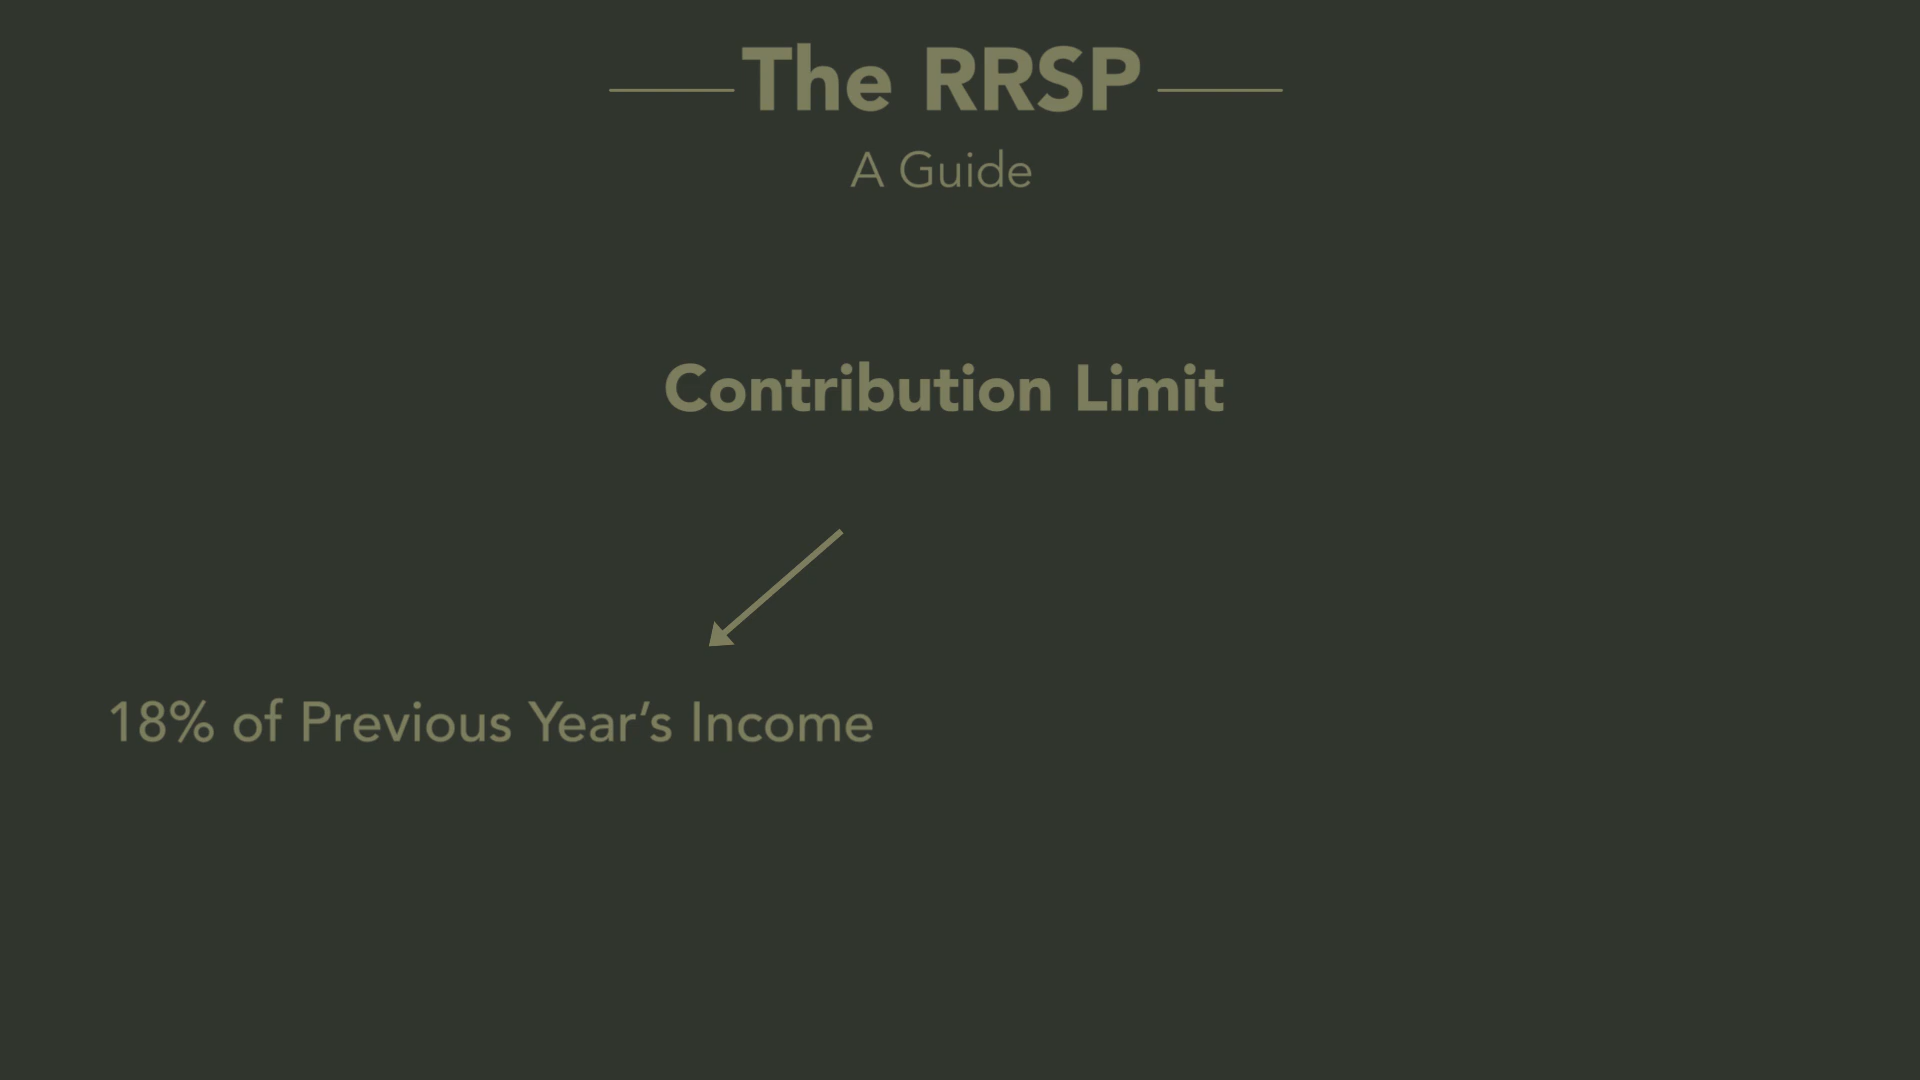 The RRSP
A Guide
Contribution Limit
18% of Previous Year’s Income